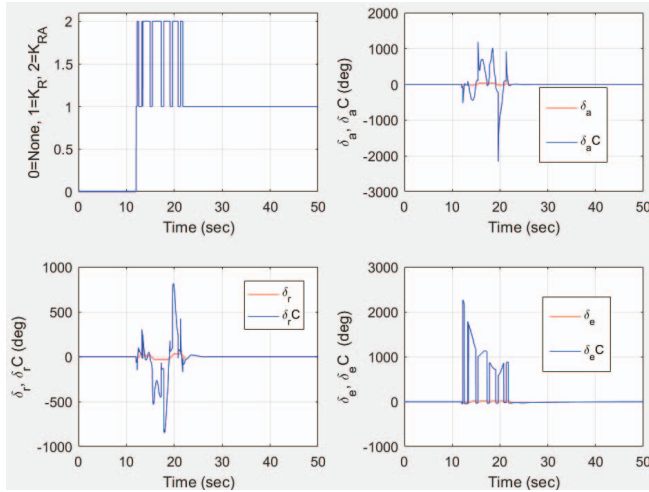 0=None, 1=K_R, 2=K_RA
2
1.5
1
0.5
0
0 10 20 30 40 50
Time (sec)
δ_a, δ_a C (deg)
1000
0
-1000
-2000
-3000
δ_a
δ_a C
0 10 20 30 40 50
Time (sec)
δ_r, δ_r C (deg)
1000
500
0
-500
-1000
δ_r
δ_r C
0 10 20 30 40 50
Time (sec)
δ_e, δ_e C (deg)
3000
2000
1000
0
-1000
δ_e
δ_e C
0 10 20 30 40 50
Time (sec)